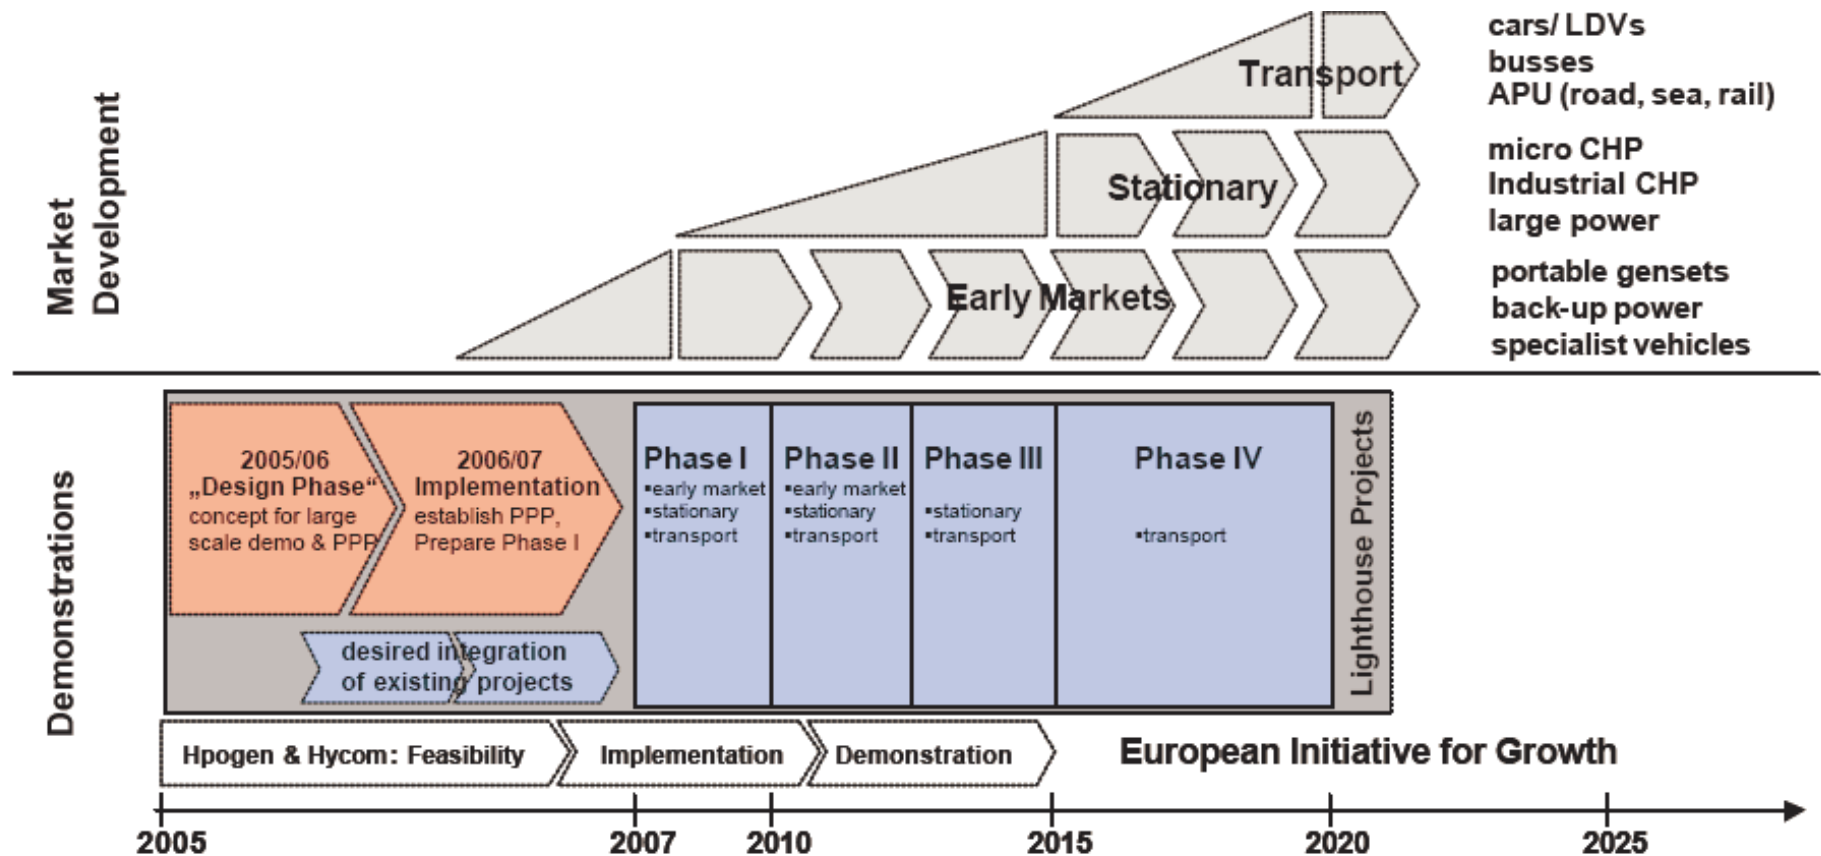 Market
Development
Transport
cars/ LDVs
busses
APU (road, sea, rail)
Stationary
micro CHP
Industrial CHP
large power
Early Markets
portable gensets
back-up power
specialist vehicles
Demonstrations
2005/06
„Design Phase“
concept for large
scale demo & PPP
2006/07
Implementation
establish PPP,
Prepare Phase I
desired integration
of existing projects
Phase I
▪early market
▪stationary
▪transport
Phase II
▪early market
▪stationary
▪transport
Phase III
▪stationary
▪transport
Phase IV
▪transport
Lighthouse Projects
Hpogen & Hycom: Feasibility
Implementation
Demonstration
European Initiative for Growth
2005
2007
2010
2015
2020
2025